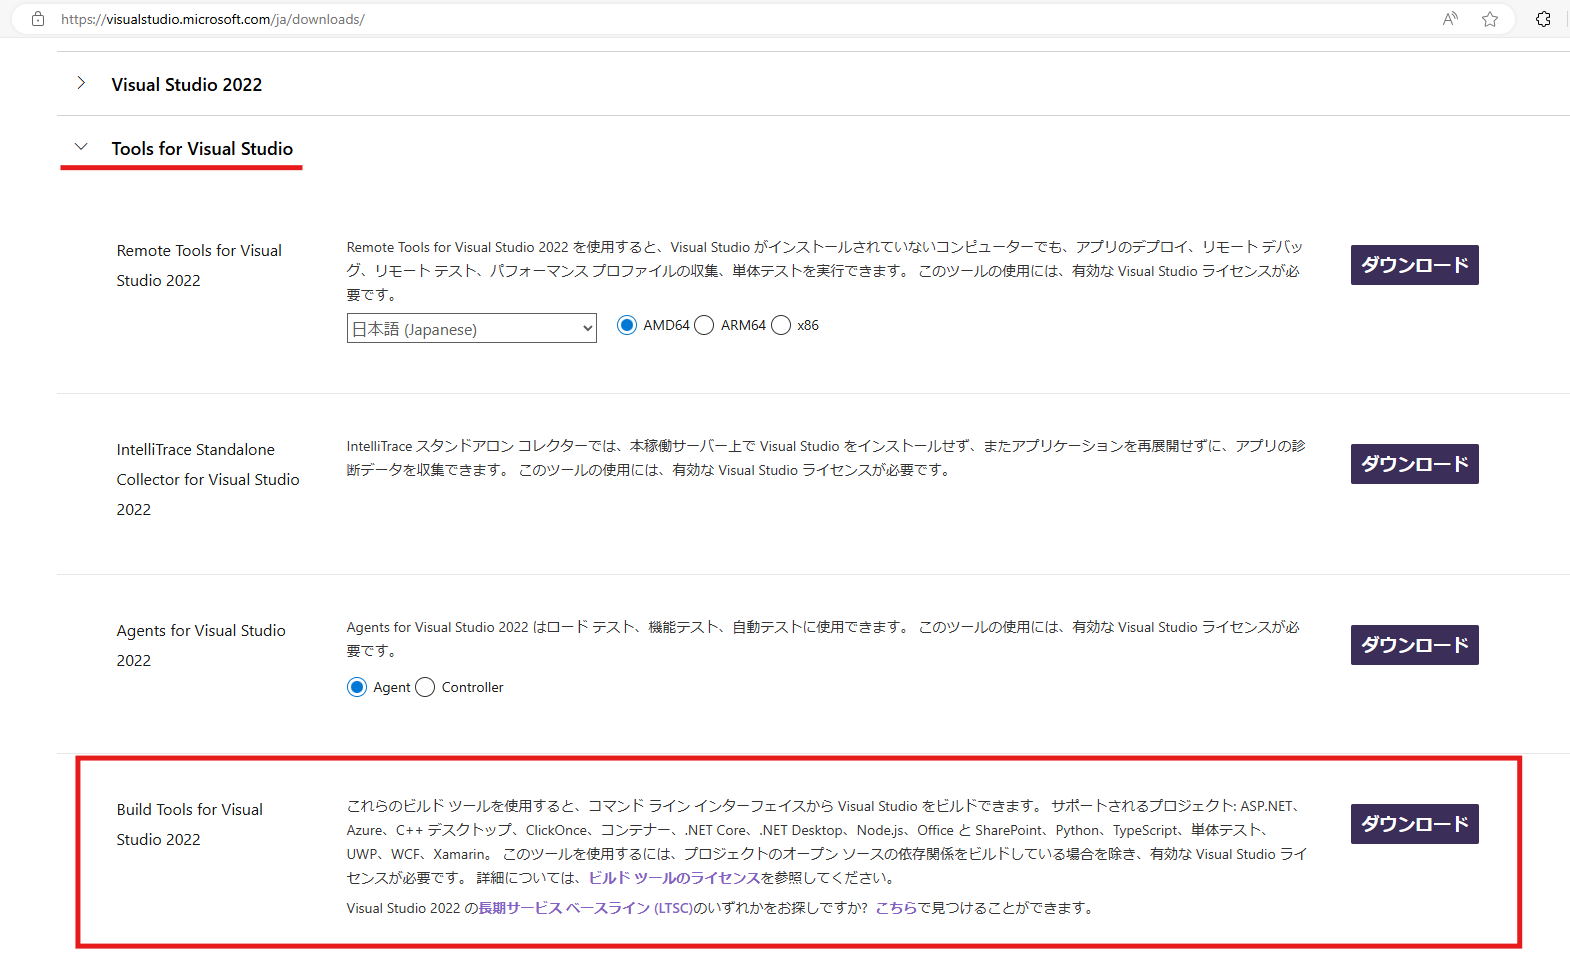 https://visualstudio.microsoft.com/ja/downloads/
Visual Studio 2022
Tools for Visual Studio
Remote Tools for Visual
Studio 2022
Remote Tools for Visual Studio 2022 を使用すると、Visual Studio がインストールされていないコンピューターでも、アプリのデプロイ、リモート デバッ
グ、リモート テスト、パフォーマンス プロファイルの収集、単体テストを実行できます。 このツールの使用には、有効な Visual Studio ライセンスが必
要です。
日本語 (Japanese)
AMD64 ARM64 x86
ダウンロード
IntelliTrace Standalone
Collector for Visual Studio
2022
IntelliTrace スタンドアロン コレクターでは、本稼働サーバー上で Visual Studio をインストールせず、またアプリケーションを再展開せずに、アプリの診
断データを収集できます。 このツールの使用には、有効な Visual Studio ライセンスが必要です。
ダウンロード
Agents for Visual Studio
2022
Agents for Visual Studio 2022 はロード テスト、機能テスト、自動テストに使用できます。 このツールの使用には、有効な Visual Studio ライセンスが必
要です。
Agent Controller
ダウンロード
Build Tools for Visual
Studio 2022
これらのビルド ツールを使用すると、コマンド ライン インターフェイスから Visual Studio をビルドできます。 サポートされるプロジェクト: ASP.NET、
Azure、C++ デスクトップ、ClickOnce、コンテナー、.NET Core、.NET Desktop、Node.js、Office と SharePoint、Python、TypeScript、単体テスト、
UWP、WCF、Xamarin。 このツールを使用するには、プロジェクトのオープン ソースの依存関係をビルドしている場合を除き、有効な Visual Studio ライ
センスが必要です。 詳細については、ビルド ツールのライセンスを参照してください。
Visual Studio 2022 の長期サービス ベースライン (LTSC)のいずれかをお探しですか? こちらで見つけることができます。
ダウンロード